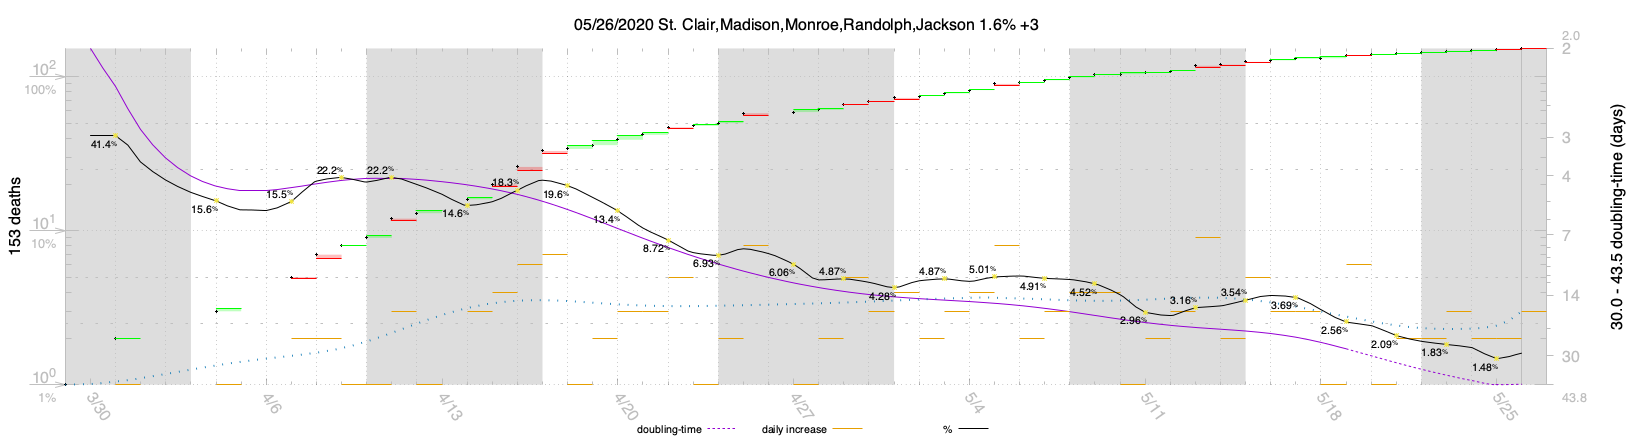 05/26/2020 St. Clair,Madison,Monroe,Randolph,Jackson 1.6% +3
2.0
10² 2
100%
41.4% 3
22.2% 22.2% 4
15.5% 18.3% 19.6%
15.6% 14.6% 13.4%
10¹ 7
10%
8.72% 6.93% 6.06% 4.87% 4.28% 4.87% 5.01% 4.91% 4.52%
2.96% 3.16% 3.54% 3.69% 14
2.56% 2.09% 1.83% 1.48% 30
10⁰
1% 43.8
3/30 4/6 4/13 4/20 4/27 5/4 5/11 5/18 5/25
153 deaths
30.0 - 43.5 doubling-time (days)
doubling-time daily increase %